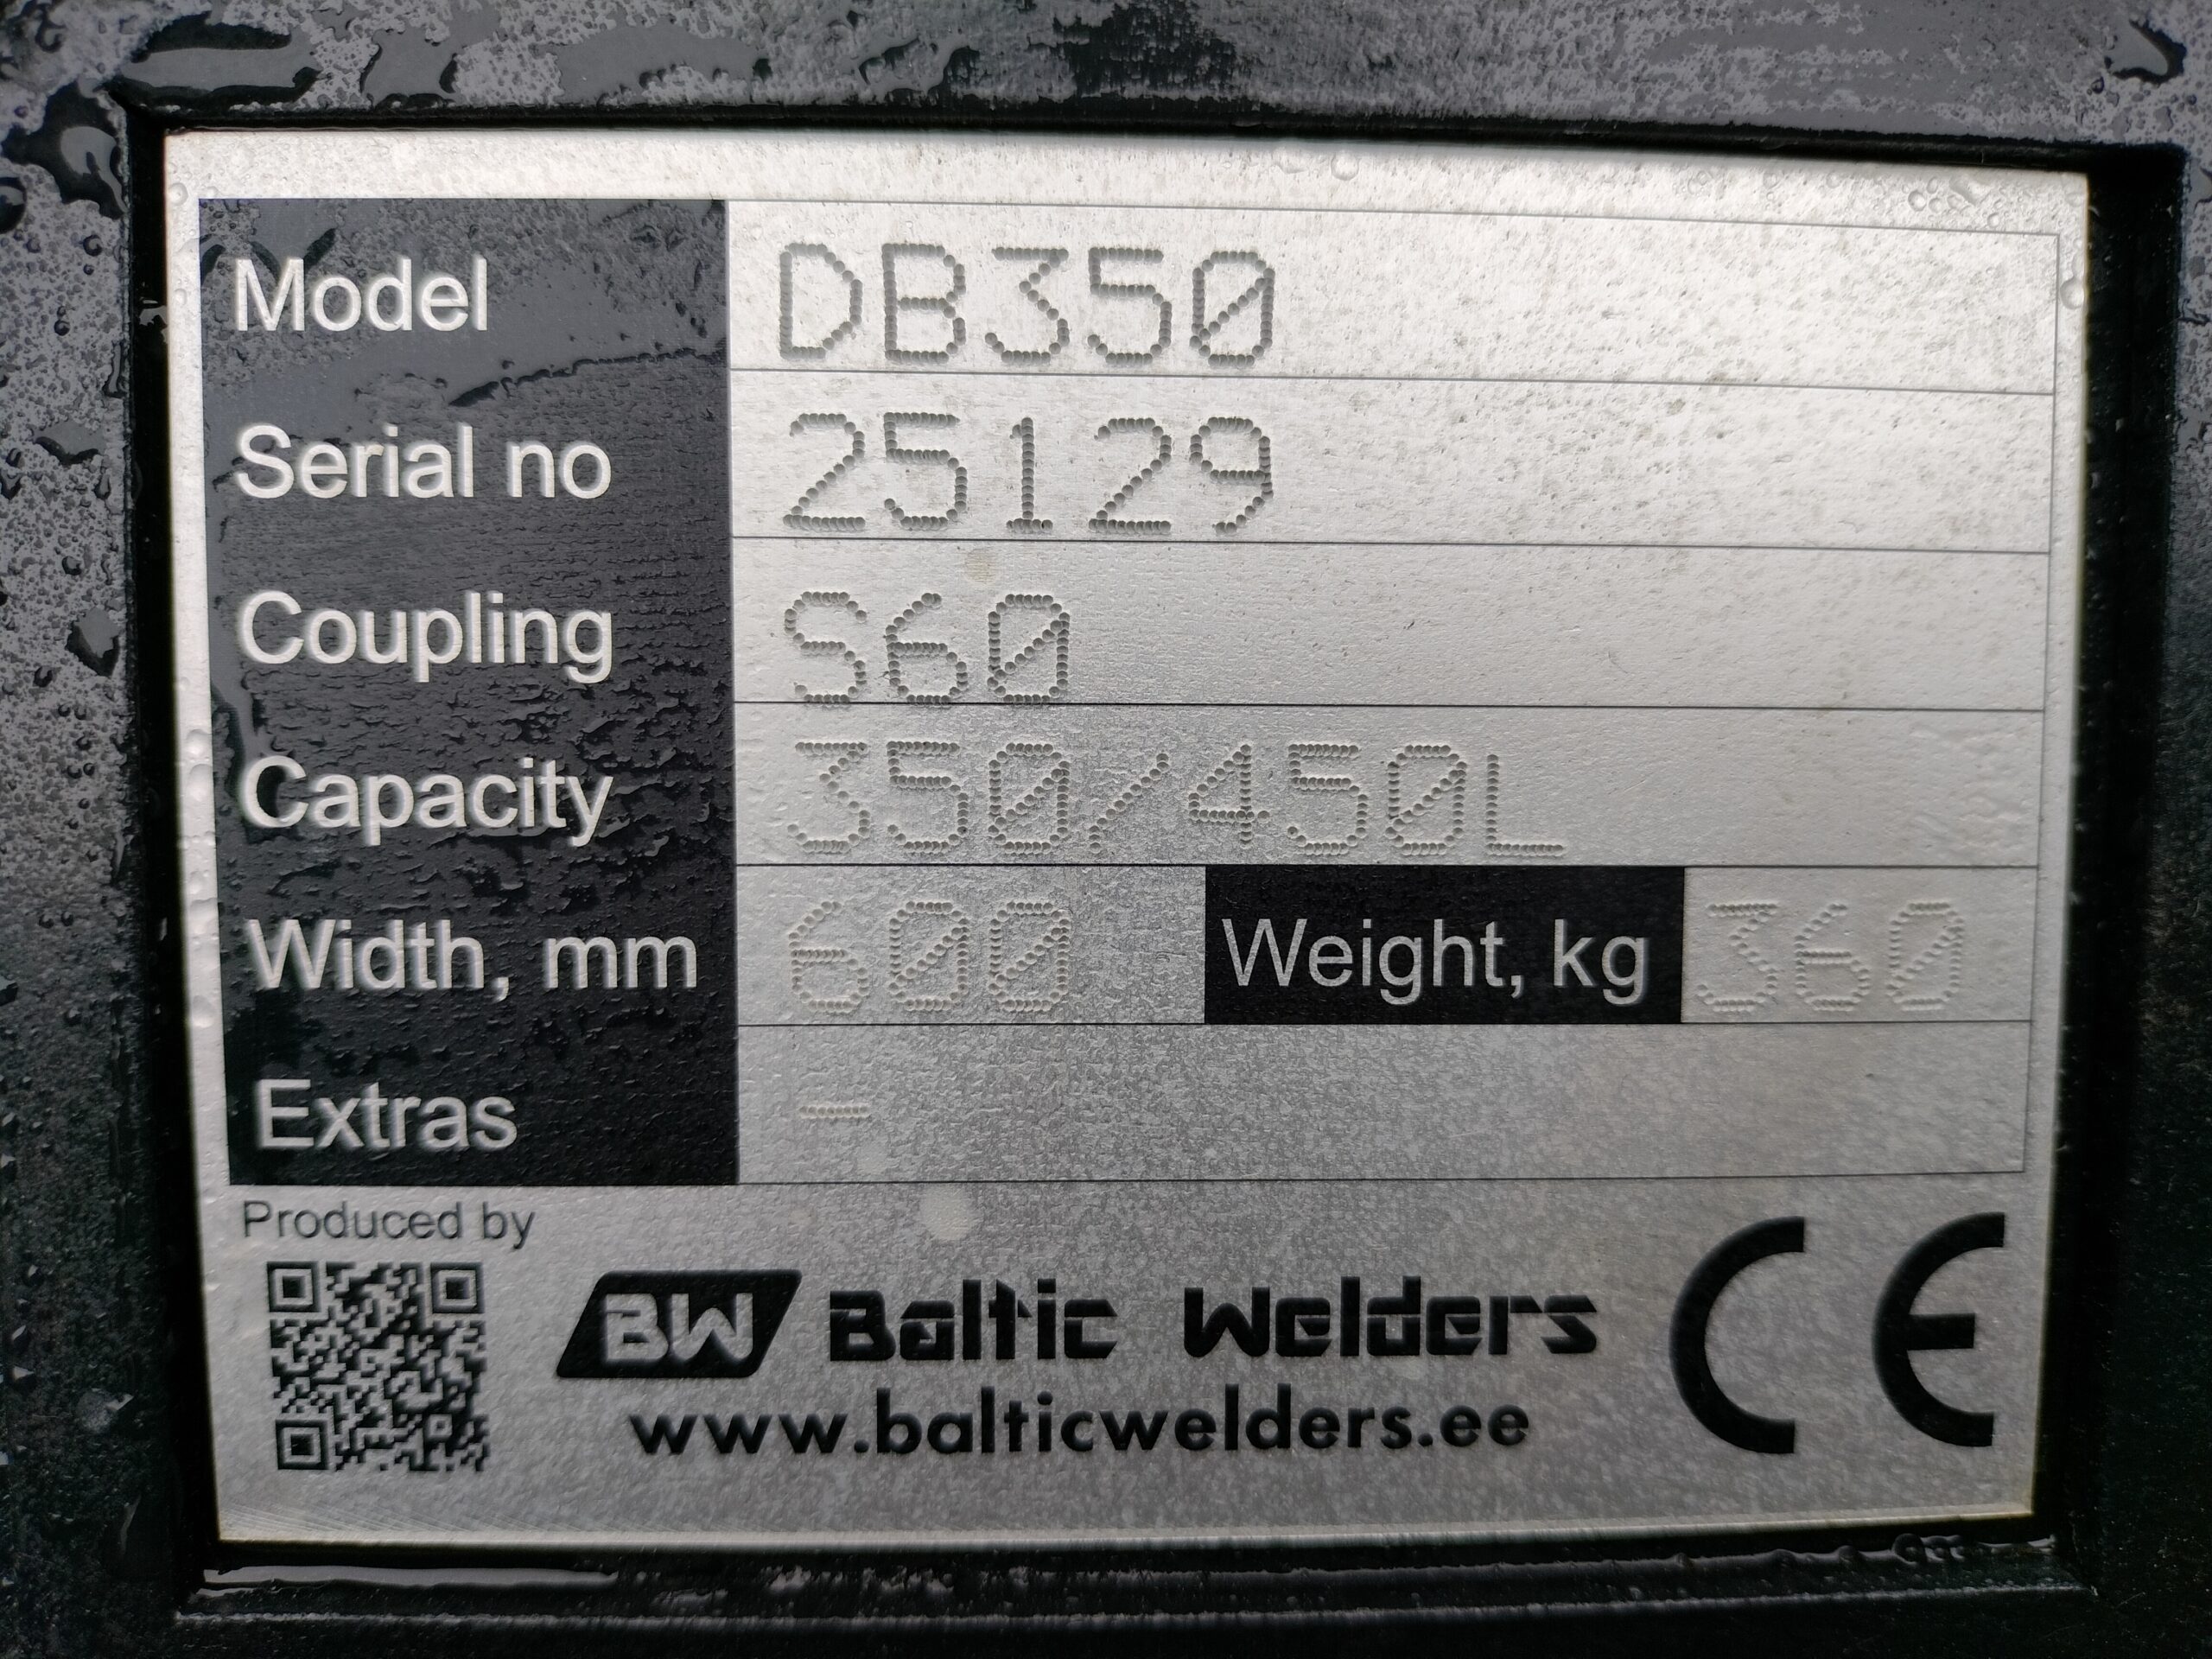 Model DB350
Serial no 25129
Coupling S60
Capacity 350/450L
Width, mm 600 Weight, kg 360
Extras -
Produced by
BW Baltic Welders CE
www.balticwelders.ee